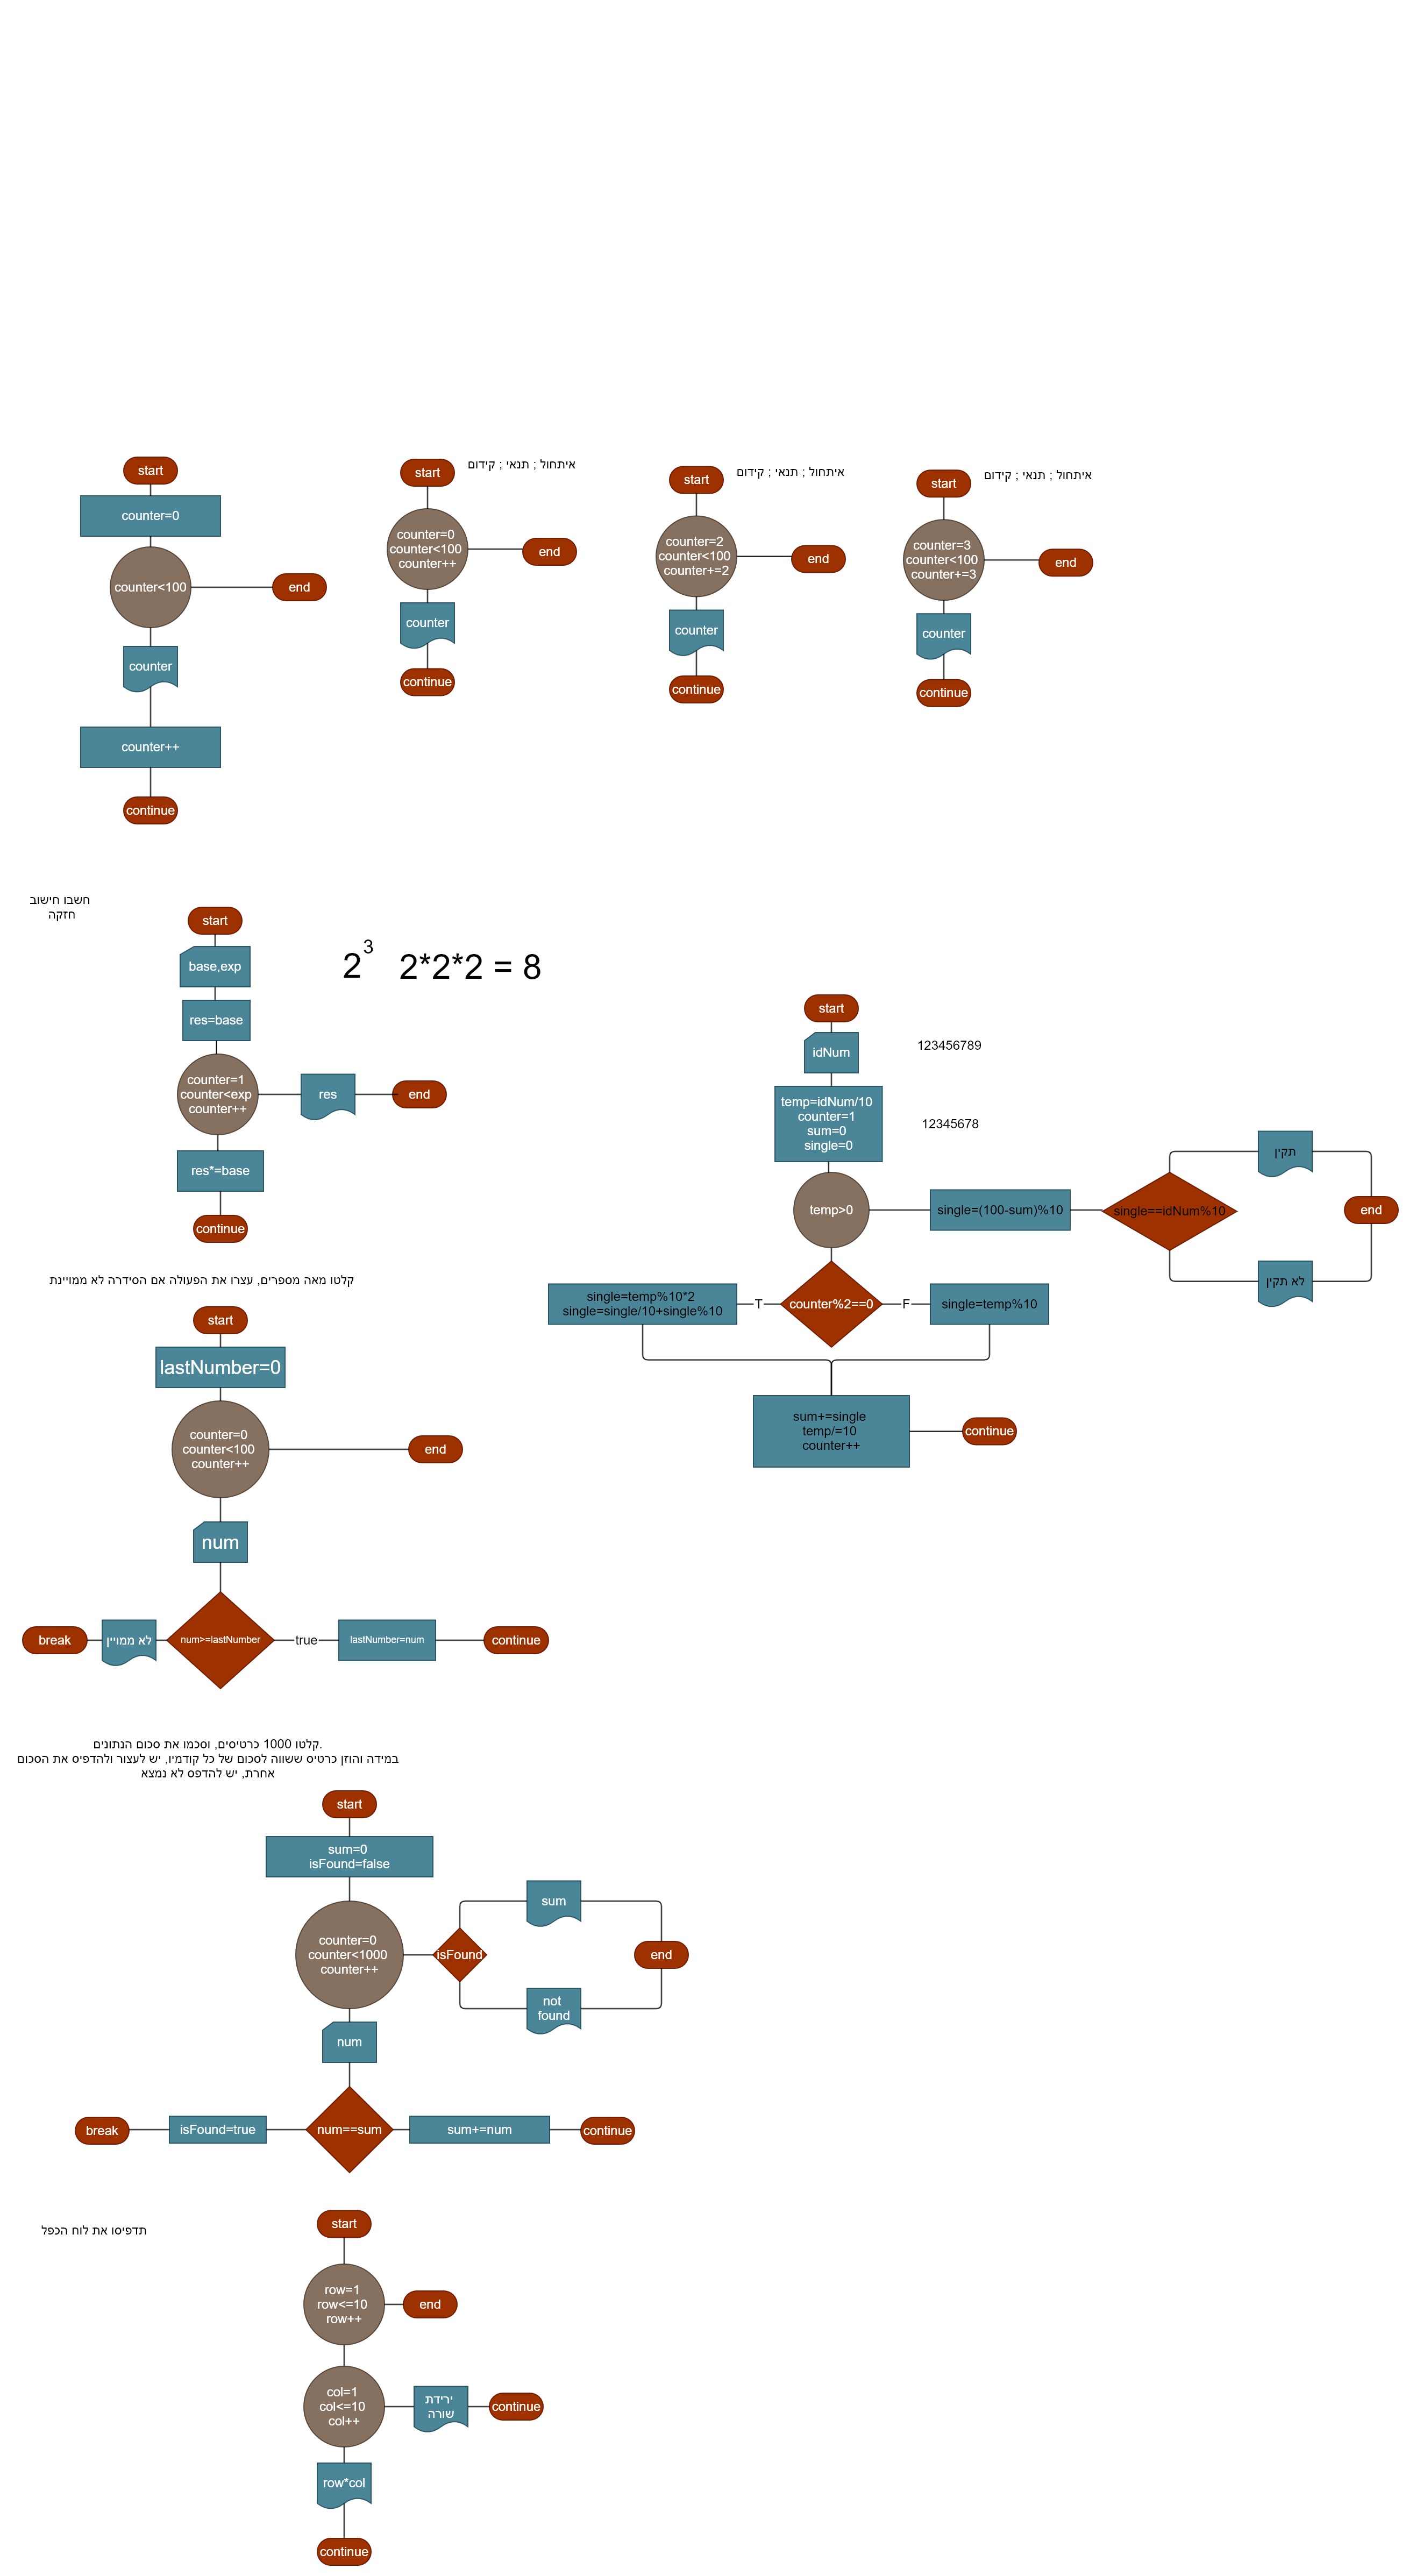 start
counter=0
counter<100
end
counter
counter++
continue
start
איתחול ; תנאי ; קידום
counter=0
counter<100
counter++
end
counter
continue
start
איתחול ; תנאי ; קידום
counter=2
counter<100
counter+=2
end
counter
continue
start
איתחול ; תנאי ; קידום
counter=3
counter<100
counter+=3
end
counter
continue
חשבו חישוב
חזקה
start
base,exp
2^3 2*2*2 = 8
res=base
counter=1
counter<exp
counter++
res
end
res*=base
continue
start
idNum
123456789
temp=idNum/10
counter=1
sum=0
single=0
12345678
temp>0
single=(100-sum)%10
single==idNum%10
תקין
end
לא תקין
single=temp%10*2
single=single/10+single%10
T
counter%2==0
F
single=temp%10
sum+=single
temp/=10
counter++
continue
קלטו מאה מספרים, עצרו את הפעולה אם הסידרה לא ממויינת
start
lastNumber=0
counter=0
counter<100
counter++
end
num
break
לא ממויין
num>=lastNumber
true
lastNumber=num
continue
קלטו 1000 כרטיסים, וסכמו את סכום הנתונים.
במידה והוזן כרטיס ששווה לסכום של כל קודמיו, יש לעצור ולהדפיס את הסכום
אחרת, יש להדפס לא נמצא
start
sum=0
isFound=false
counter=0
counter<1000
counter++
isFound
sum
end
not
found
num
break
isFound=true
num==sum
sum+=num
continue
תדפיסו את לוח הכפל
start
row=1
row<=10
row++
end
col=1
col<=10
col++
ירידת
שורה
continue
row*col
continue